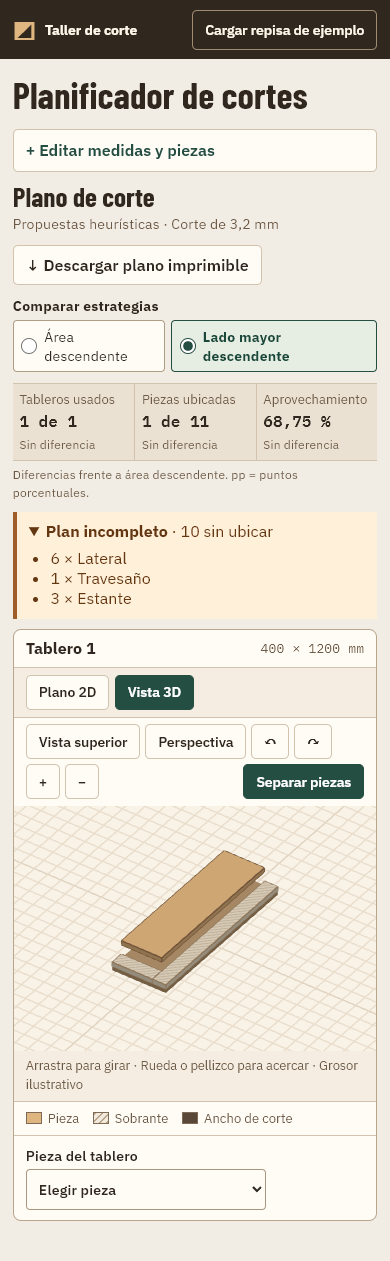 Taller de corte
Cargar repisa de ejemplo
Planificador de cortes
+ Editar medidas y piezas
Plano de corte
Propuestas heurísticas · Corte de 3,2 mm
↓ Descargar plano imprimible
Comparar estrategias
Área
descendente
Lado mayor
descendente
Tableros usados
1 de 1
Sin diferencia
Piezas ubicadas
1 de 11
Sin diferencia
Aprovechamiento
68,75 %
Sin diferencia
Diferencias frente a área descendente. pp = puntos
porcentuales.
▼ Plan incompleto · 10 sin ubicar
• 6 × Lateral
• 1 × Travesaño
• 3 × Estante
Tablero 1
400 × 1200 mm
Plano 2D
Vista 3D
Vista superior
Perspectiva
↶
↷
+
−
Separar piezas
Arrastra para girar · Rueda o pellizco para acercar · Grosor
ilustrativo
Pieza
Sobrante
Ancho de corte
Pieza del tablero
Elegir pieza